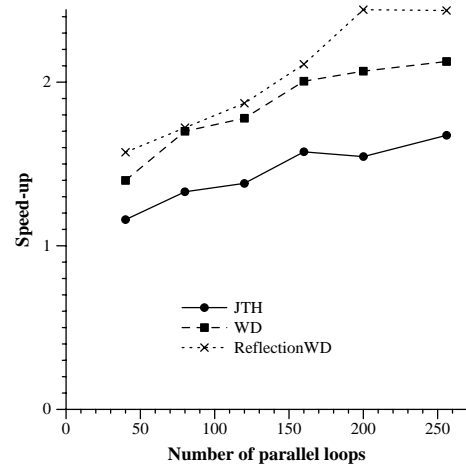 2
1
0
Speed-up
JTH
WD
ReflectionWD
0 50 100 150 200 250
Number of parallel loops